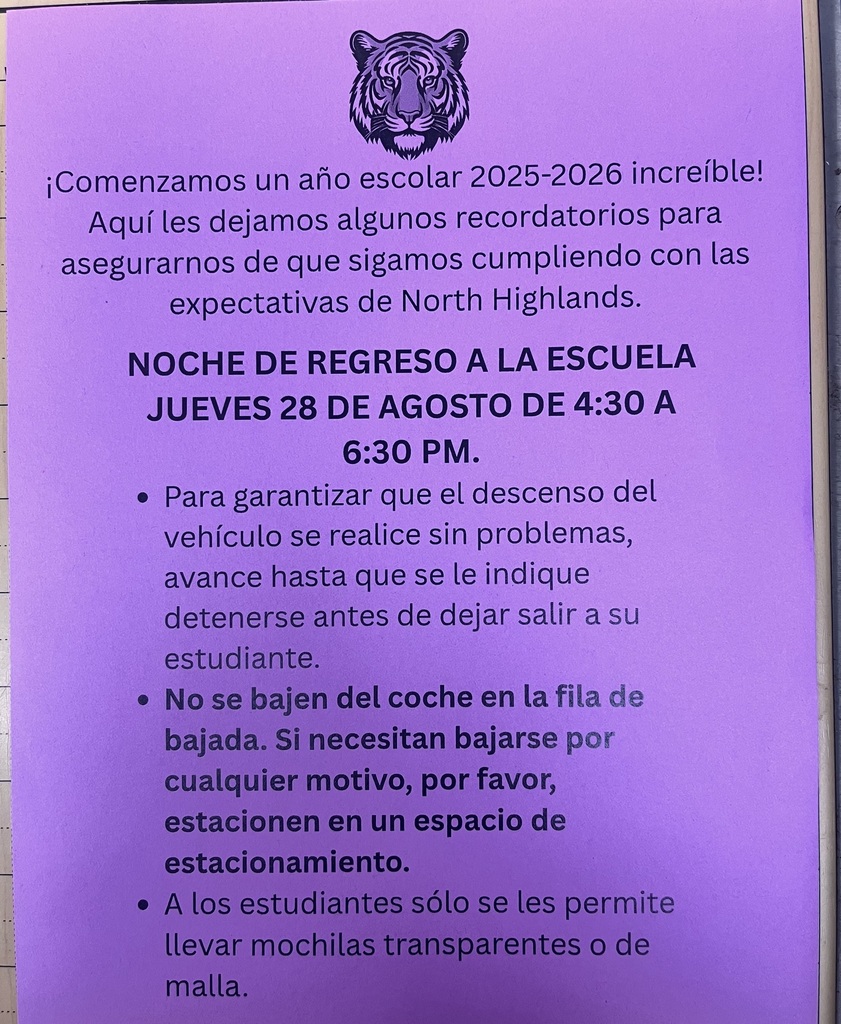 ¡Comenzamos un año escolar 2025-2026 increíble!
Aquí les dejamos algunos recordatorios para
asegurarnos de que sigamos cumpliendo con las
expectativas de North Highlands.
NOCHE DE REGRESO A LA ESCUELA
JUEVES 28 DE AGOSTO DE 4:30 A
6:30 PM.
• Para garantizar que el descenso del
vehículo se realice sin problemas,
avance hasta que se le indique
detenerse antes de dejar salir a su
estudiante.
• No se bajen del coche en la fila de
bajada. Si necesitan bajarse por
cualquier motivo, por favor,
estacionen en un espacio de
estacionamiento.
• A los estudiantes sólo se les permite
llevar mochilas transparentes o de
malla.